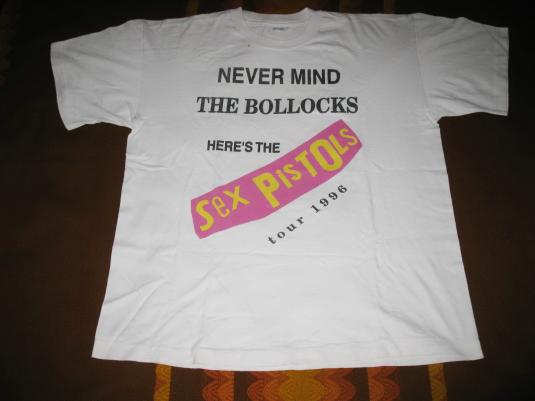 NEVER MIND
THE BOLLOCKS
HERE'S THE
SEX PISTOLS
tour 1996